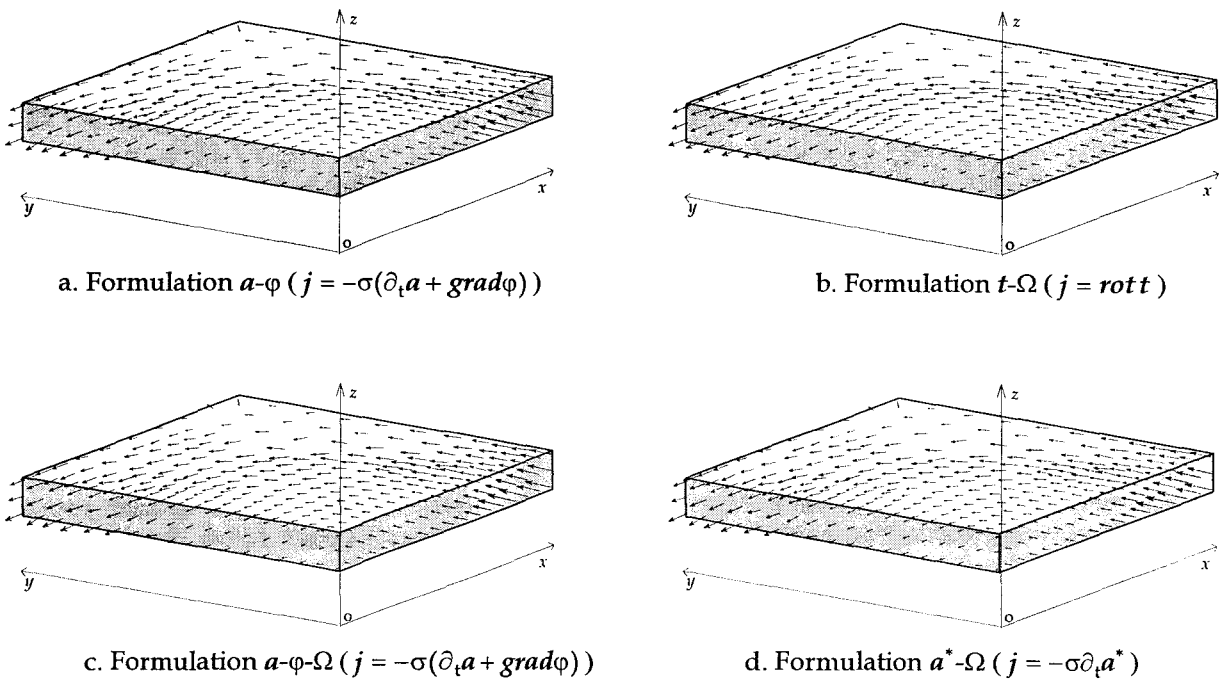 z
x
y
o
a. Formulation a-φ ( j = −σ(∂ₜa + gradφ) )
z
x
y
o
b. Formulation t-Ω ( j = rot t )
z
x
y
o
c. Formulation a-φ-Ω ( j = −σ(∂ₜa + gradφ) )
z
x
y
o
d. Formulation a*-Ω ( j = −σ∂ₜa* )